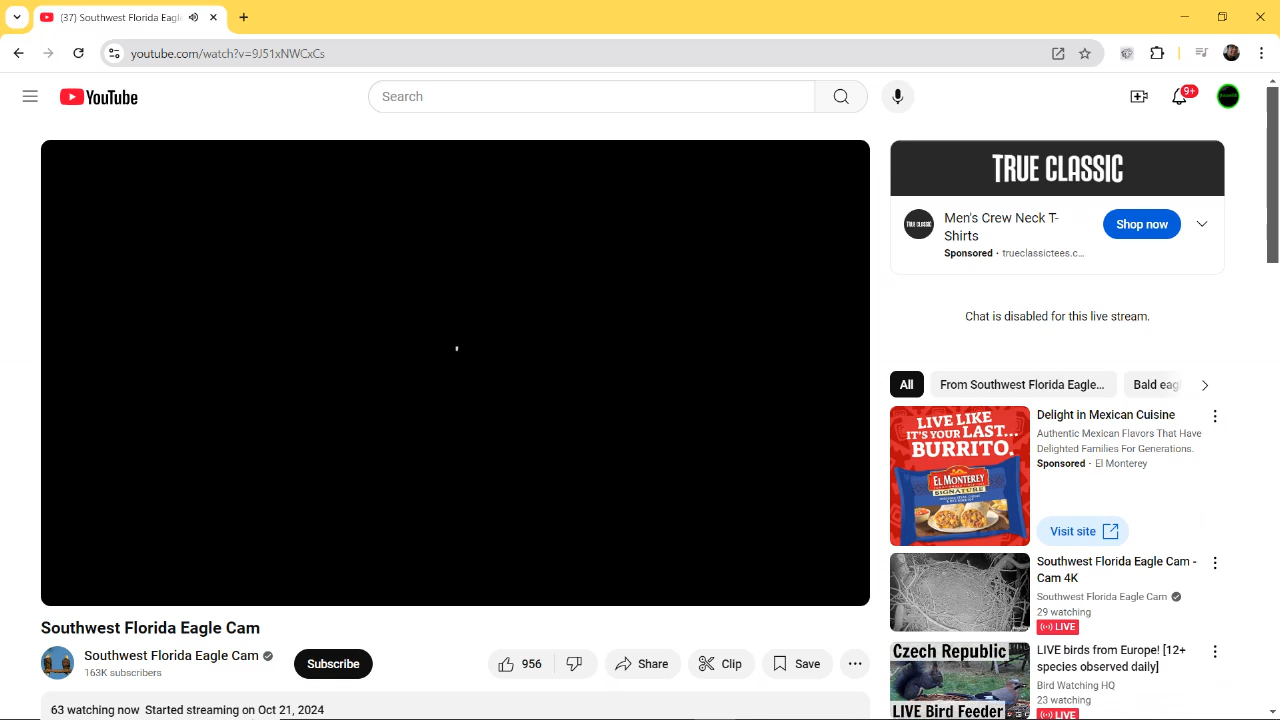 (37) Southwest Florida Eagle
youtube.com/watch?v=9J51xNWCxCs
YouTube
Search
9+
TRUE CLASSIC
TRUE CLASSIC
Men's Crew Neck T-
Shirts
Sponsored · trueclassictees.c...
Shop now
Chat is disabled for this live stream.
All
From Southwest Florida Eagle...
Bald eagl
LIVE LIKE
IT'S YOUR LAST...
BURRITO.
EL MONTEREY
SIGNATURE
Delight in Mexican Cuisine
Authentic Mexican Flavors That Have
Delighted Families For Generations.
Sponsored · El Monterey
Visit site
Southwest Florida Eagle Cam -
Cam 4K
Southwest Florida Eagle Cam
29 watching
LIVE
Czech Republic
LIVE Bird Feeder
LIVE birds from Europe! [12+
species observed daily]
Bird Watching HQ
23 watching
LIVE
Southwest Florida Eagle Cam
Southwest Florida Eagle Cam
163K subscribers
Subscribe
956
Share
Clip
Save
63 watching now Started streaming on Oct 21, 2024